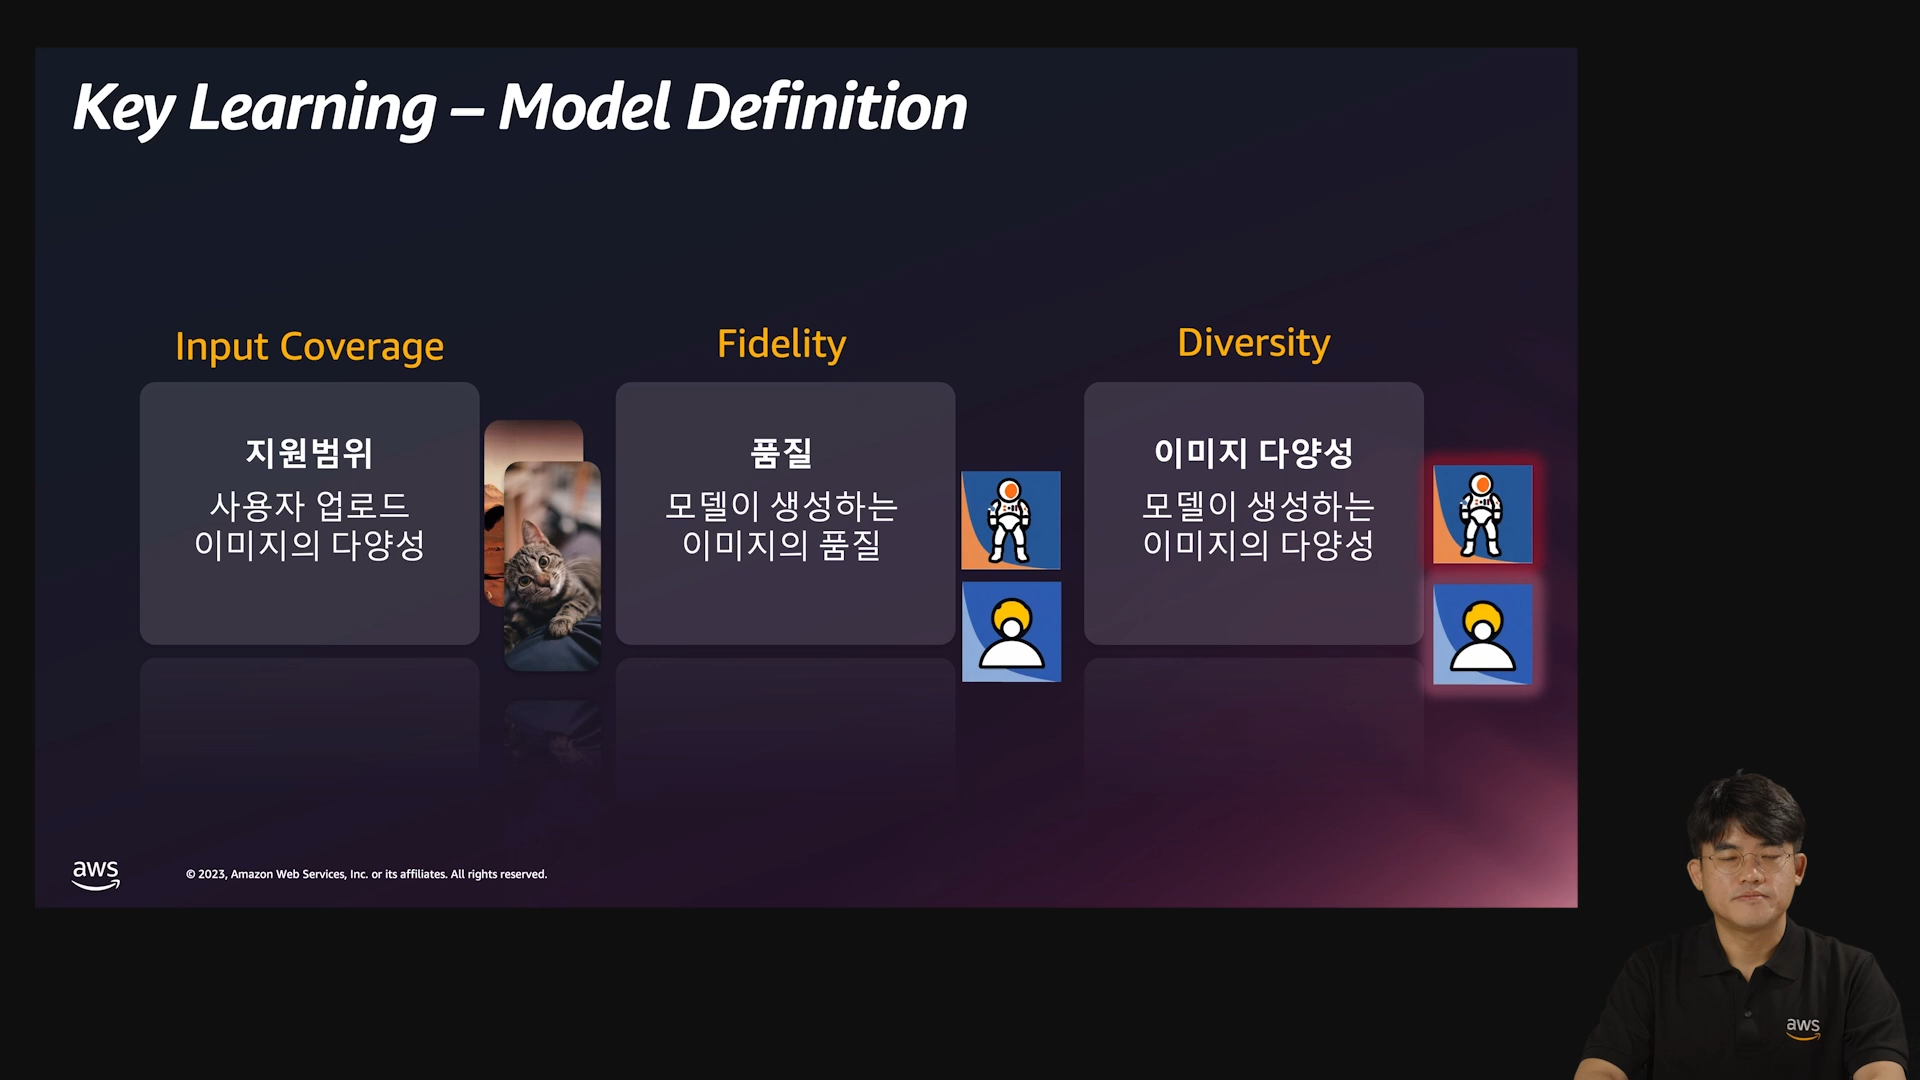 Key Learning – Model Definition
Input Coverage
지원범위
사용자 업로드
이미지의 다양성
Fidelity
품질
모델이 생성하는
이미지의 품질
Diversity
이미지 다양성
모델이 생성하는
이미지의 다양성
aws
© 2023, Amazon Web Services, Inc. or its affiliates. All rights reserved.
aws